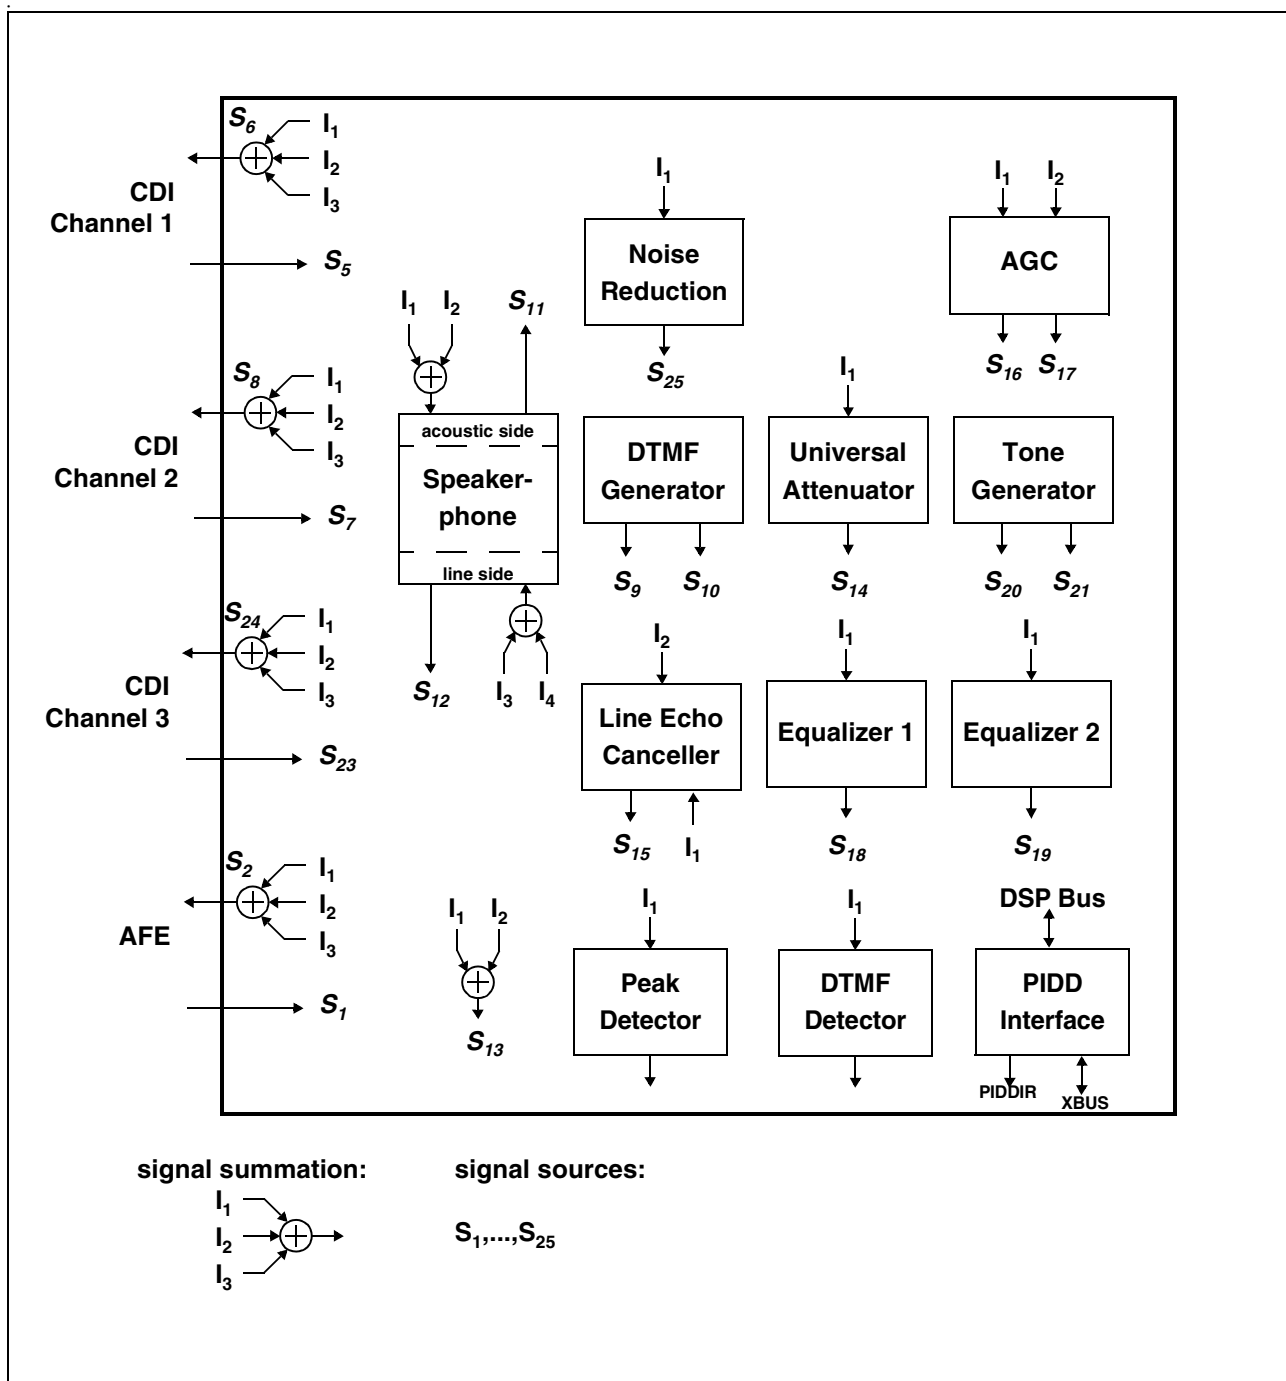 .
S6
I1
I2
I3
CDI
Channel 1
S5
I1
Noise
Reduction
S25
I1 I2
AGC
S16 S17
I1 I2
S11
acoustic side
Speaker-
phone
line side
S12
I3 I4
S8
I1
I2
I3
CDI
Channel 2
S7
DTMF
Generator
S9 S10
I1
Universal
Attenuator
S14
Tone
Generator
S20 S21
S24
I1
I2
I3
CDI
Channel 3
S23
I2
Line Echo
Canceller
S15 I1
I1
Equalizer 1
S18
I1
Equalizer 2
S19
S2
I1
I2
I3
AFE
S1
I1 I2
S13
I1
Peak
Detector
I1
DTMF
Detector
DSP Bus
PIDD
Interface
PIDDIR
XBUS
signal summation:
I1
I2
I3
signal sources:
S1,...,S25